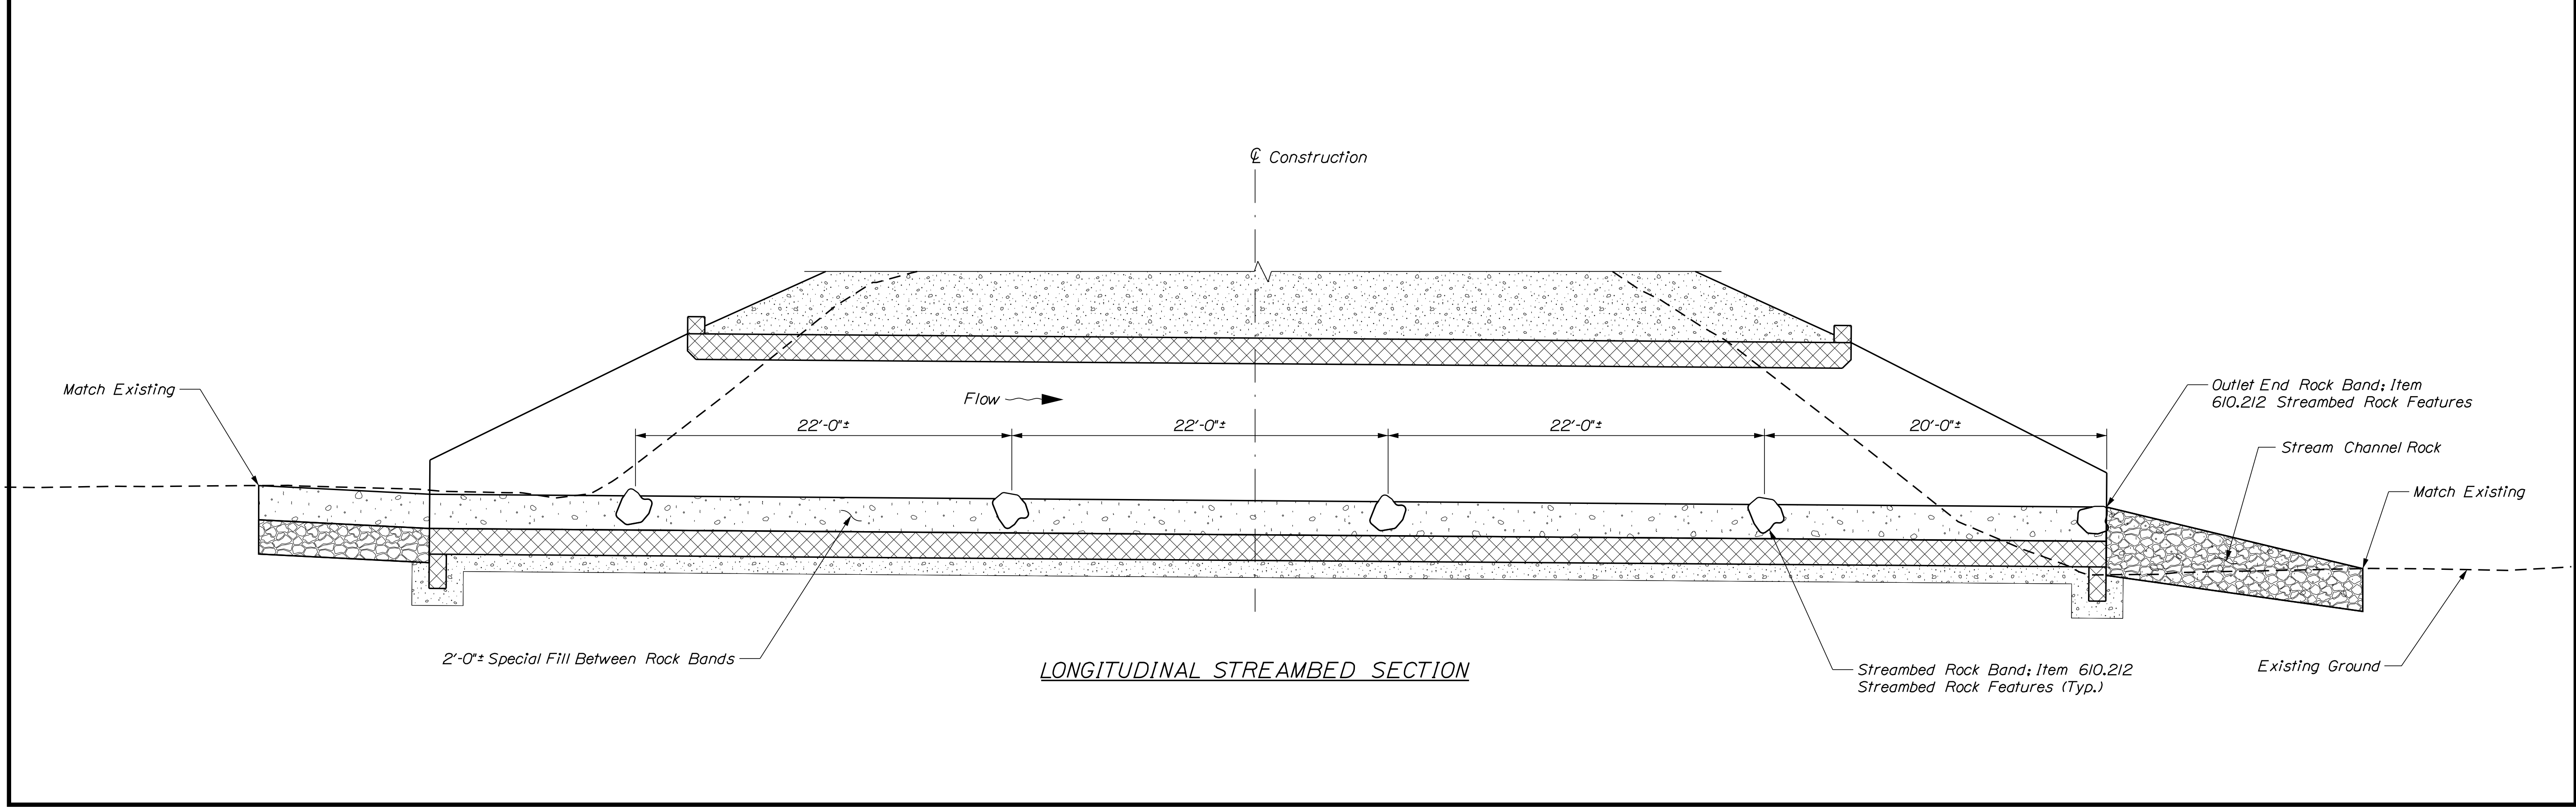 ℄ Construction
Match Existing
Flow
22'-0"±
22'-0"±
22'-0"±
20'-0"±
Outlet End Rock Band; Item
610.212 Streambed Rock Features
Stream Channel Rock
Match Existing
2'-0"± Special Fill Between Rock Bands
LONGITUDINAL STREAMBED SECTION
Streambed Rock Band; Item 610.212
Streambed Rock Features (Typ.)
Existing Ground